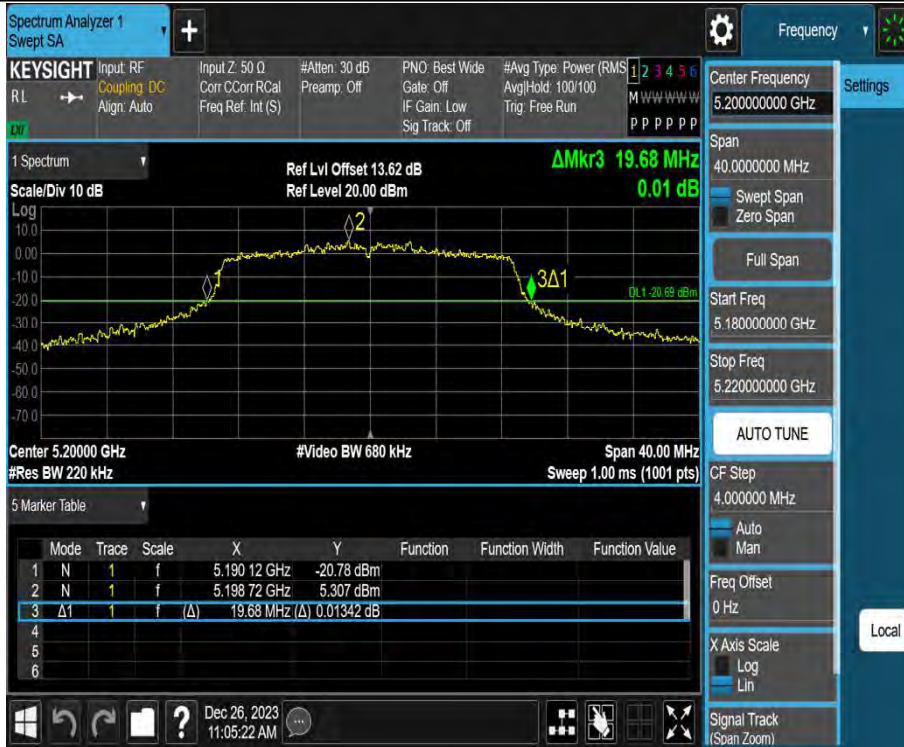 Spectrum Analyzer 1
Swept SA
+
Frequency
KEYSIGHT
Input: RF
Input Z: 50 Ω
#Atten: 30 dB
PNO: Best Wide
#Avg Type: Power (RMS
1 2 3 4 5 6
RL
Coupling: DC
Corr CCorr RCal
Preamp: Off
Gate: Off
Avg|Hold: 100/100
M W W W W W
Align: Auto
Freq Ref: Int (S)
IF Gain: Low
Trig: Free Run
P P P P P P
LXI
Sig Track: Off
1 Spectrum
Ref Lvl Offset 13.62 dB
ΔMkr3 19.68 MHz
Scale/Div 10 dB
Ref Level 20.00 dBm
0.01 dB
Log
10.0
0.00
-10.0
-20.0
-30.0
-40.0
-50.0
-60.0
-70.0
1
2
3Δ1
DL1 -20.69 dBm
Center 5.20000 GHz
#Video BW 680 kHz
Span 40.00 MHz
#Res BW 220 kHz
Sweep 1.00 ms (1001 pts)
5 Marker Table
Mode Trace Scale X Y Function Function Width Function Value
1 N 1 f 5.190 12 GHz -20.78 dBm
2 N 1 f 5.198 72 GHz 5.307 dBm
3 Δ1 1 f (Δ) 19.68 MHz (Δ) 0.01342 dB
4
5
6
?
Dec 26, 2023
11:05:22 AM
Center Frequency
5.200000000 GHz
Settings
Span
40.0000000 MHz
Swept Span
Zero Span
Full Span
Start Freq
5.180000000 GHz
Stop Freq
5.220000000 GHz
AUTO TUNE
CF Step
4.000000 MHz
Auto
Man
Freq Offset
0 Hz
Local
X Axis Scale
Log
Lin
Signal Track
(Span Zoom)